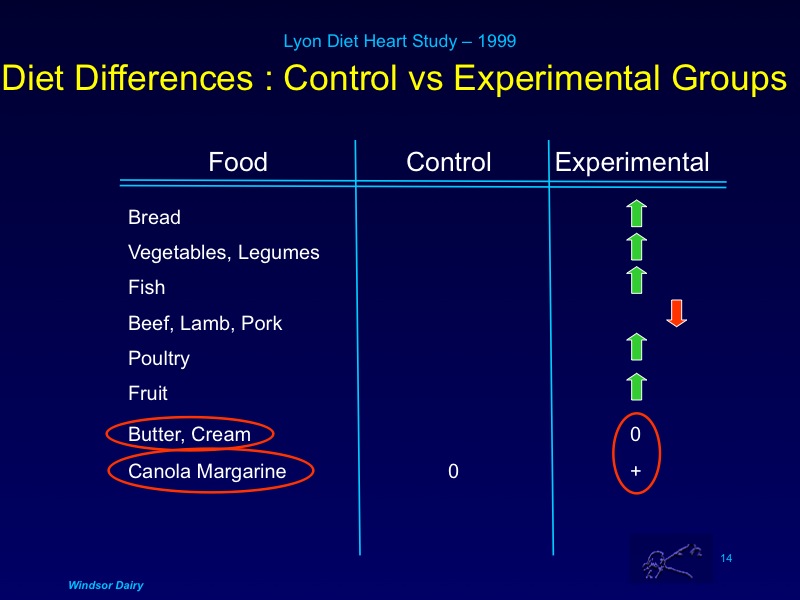 Lyon Diet Heart Study – 1999
Diet Differences : Control vs Experimental Groups
Food Control Experimental
Bread
Vegetables, Legumes
Fish
Beef, Lamb, Pork
Poultry
Fruit
Butter, Cream 0
Canola Margarine 0 +
14
Windsor Dairy